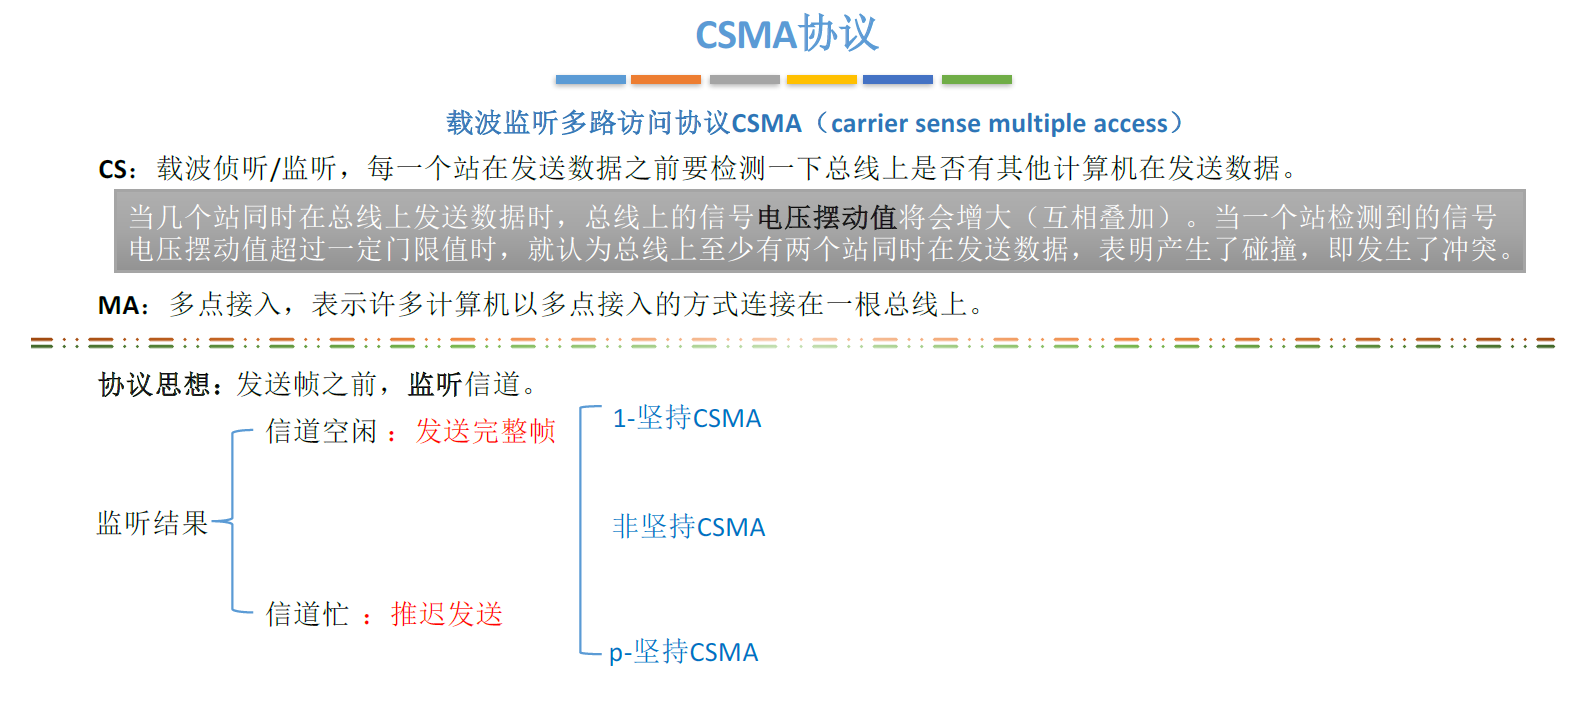 CSMA协议
载波监听多路访问协议CSMA（carrier sense multiple access）
CS：载波侦听/监听，每一个站在发送数据之前要检测一下总线上是否有其他计算机在发送数据。
当几个站同时在总线上发送数据时，总线上的信号电压摆动值将会增大（互相叠加）。当一个站检测到的信号
电压摆动值超过一定门限值时，就认为总线上至少有两个站同时在发送数据，表明产生了碰撞，即发生了冲突。
MA：多点接入，表示许多计算机以多点接入的方式连接在一根总线上。
协议思想：发送帧之前，监听信道。
监听结果
信道空闲：发送完整帧
信道忙：推迟发送
1-坚持CSMA
非坚持CSMA
p-坚持CSMA